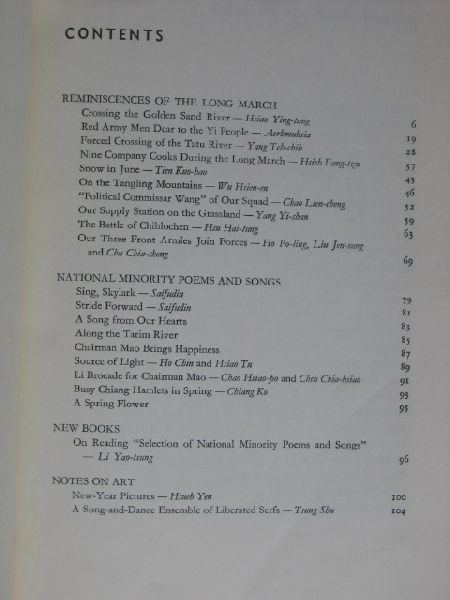 CONTENTS
REMINISCENCES OF THE LONG MARCH
Crossing the Golden Sand River — Hsiao Ying-tang 6
Red Army Men Dear to the Yi People — Aerhmuhsia 19
Forced Crossing of the Tatu River — Yang Teh-chih 28
Nine Company Cooks During the Long March — Hsieh Fang-tzu 37
Snow in June — Tien Kuo-hao 43
On the Tangling Mountains — Wu Hsien-en 46
"Political Commissar Wang" of Our Squad — Chao Lien-cheng 52
Our Supply Station on the Grassland — Yang Yi-shan 59
The Battle of Chihlochen — Hsu Hai-tung 63
Our Three Front Armies Join Forces — Ho Po-ling, Liu Jen-sung
and Chu Chia-sheng 69
NATIONAL MINORITY POEMS AND SONGS
Sing, Skylark — Saifudin 79
Stride Forward — Saifudin 81
A Song from Our Hearts 83
Along the Tarim River 85
Chairman Mao Brings Happiness 87
Source of Light — Ho Chin and Hsiao Tu 89
Li Brocade for Chairman Mao — Chao Hsiao-po and Chea Chia-hsiao 91
Busy Chiang Hamlets in Spring — Chiang Ko 93
A Spring Flower 95
NEW BOOKS
On Reading "Selection of National Minority Poems and Songs"
— Li Yao-tsung 96
NOTES ON ART
New-Year Pictures — Hsueh Yen 100
A Song-and-Dance Ensemble of Liberated Serfs — Tsung Shu 104